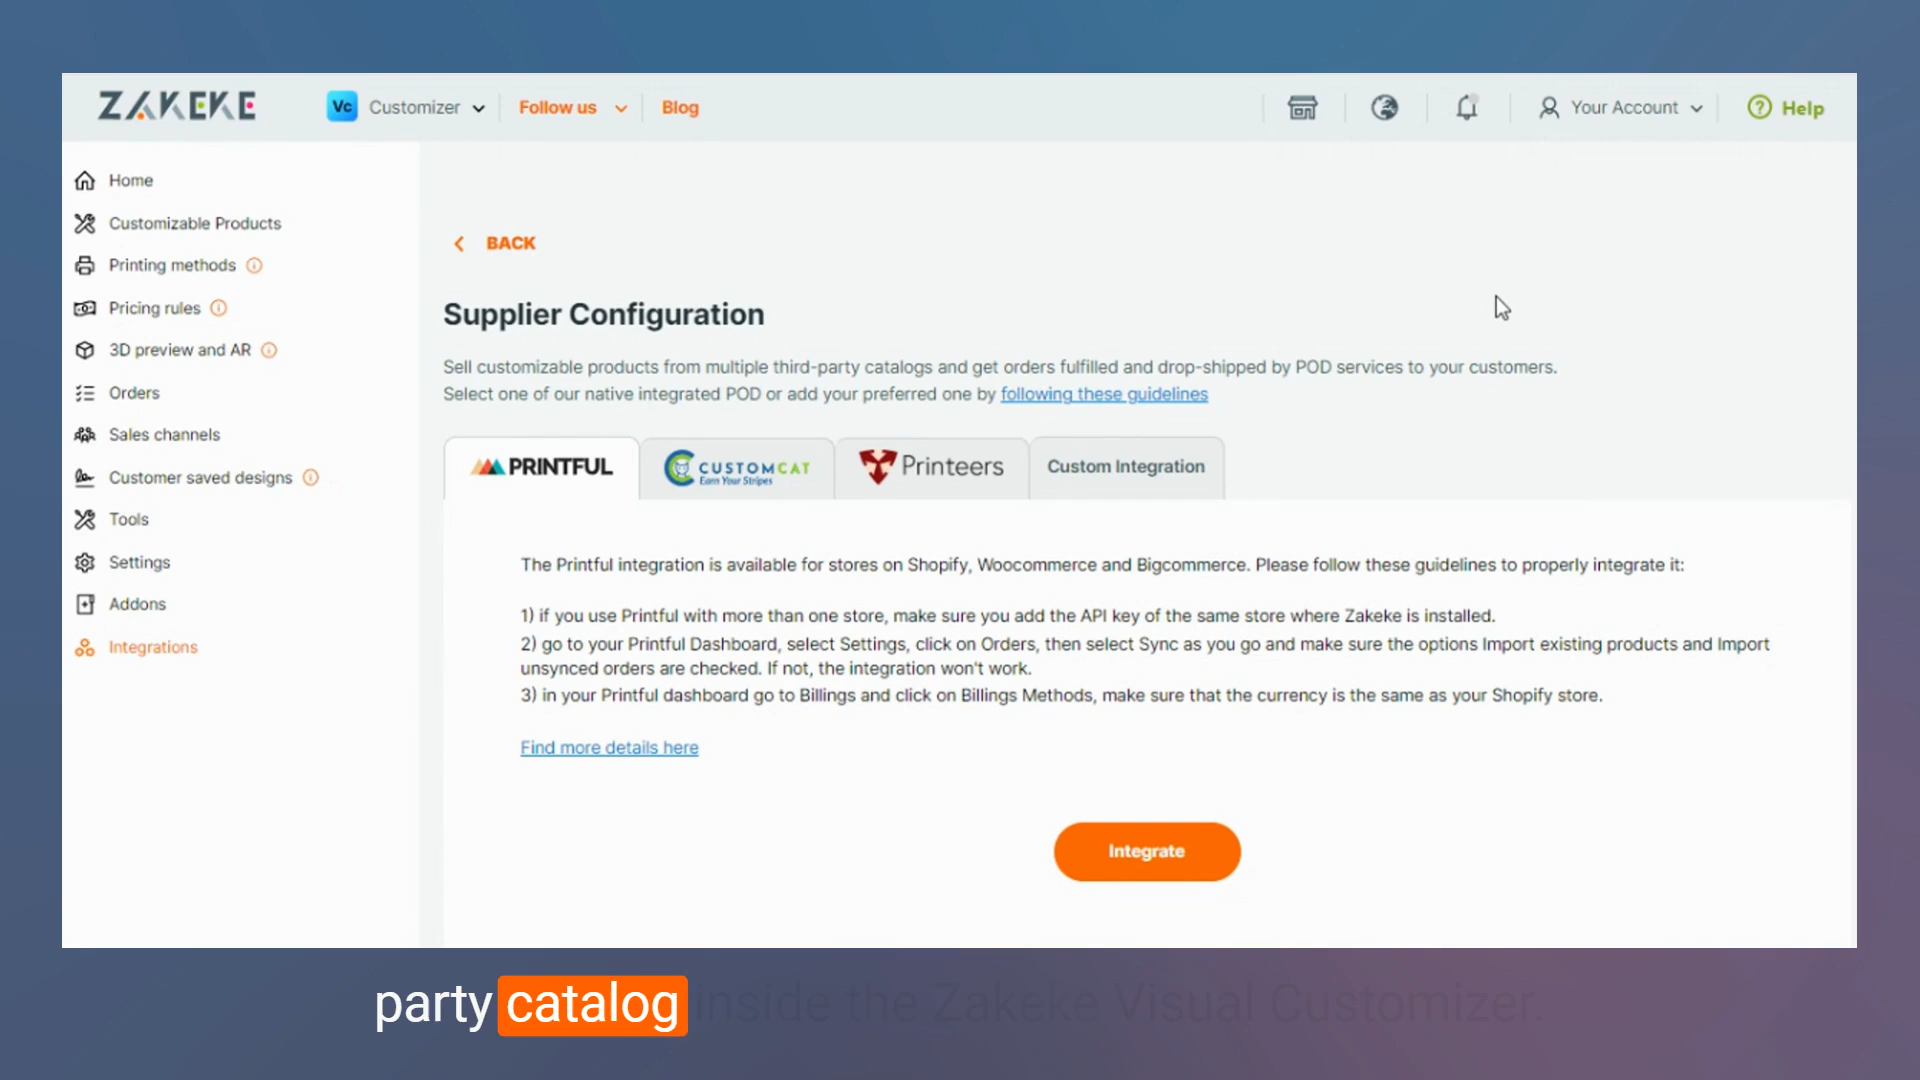 ZAKEKE
Vc Customizer
Follow us
Blog
Your Account
Help
Home
Customizable Products
Printing methods
Pricing rules
3D preview and AR
Orders
Sales channels
Customer saved designs
Tools
Settings
Addons
Integrations
BACK
Supplier Configuration
Sell customizable products from multiple third-party catalogs and get orders fulfilled and drop-shipped by POD services to your customers.
Select one of our native integrated POD or add your preferred one by following these guidelines
PRINTFUL
CUSTOMCAT
Earn Your Stripes
Printeers
Custom Integration
The Printful integration is available for stores on Shopify, Woocommerce and Bigcommerce. Please follow these guidelines to properly integrate it:
1) if you use Printful with more than one store, make sure you add the API key of the same store where Zakeke is installed.
2) go to your Printful Dashboard, select Settings, click on Orders, then select Sync as you go and make sure the options Import existing products and Import
unsynced orders are checked. If not, the integration won't work.
3) in your Printful dashboard go to Billings and click on Billings Methods, make sure that the currency is the same as your Shopify store.
Find more details here
Integrate
party catalog inside the Zakeke Visual Customizer.